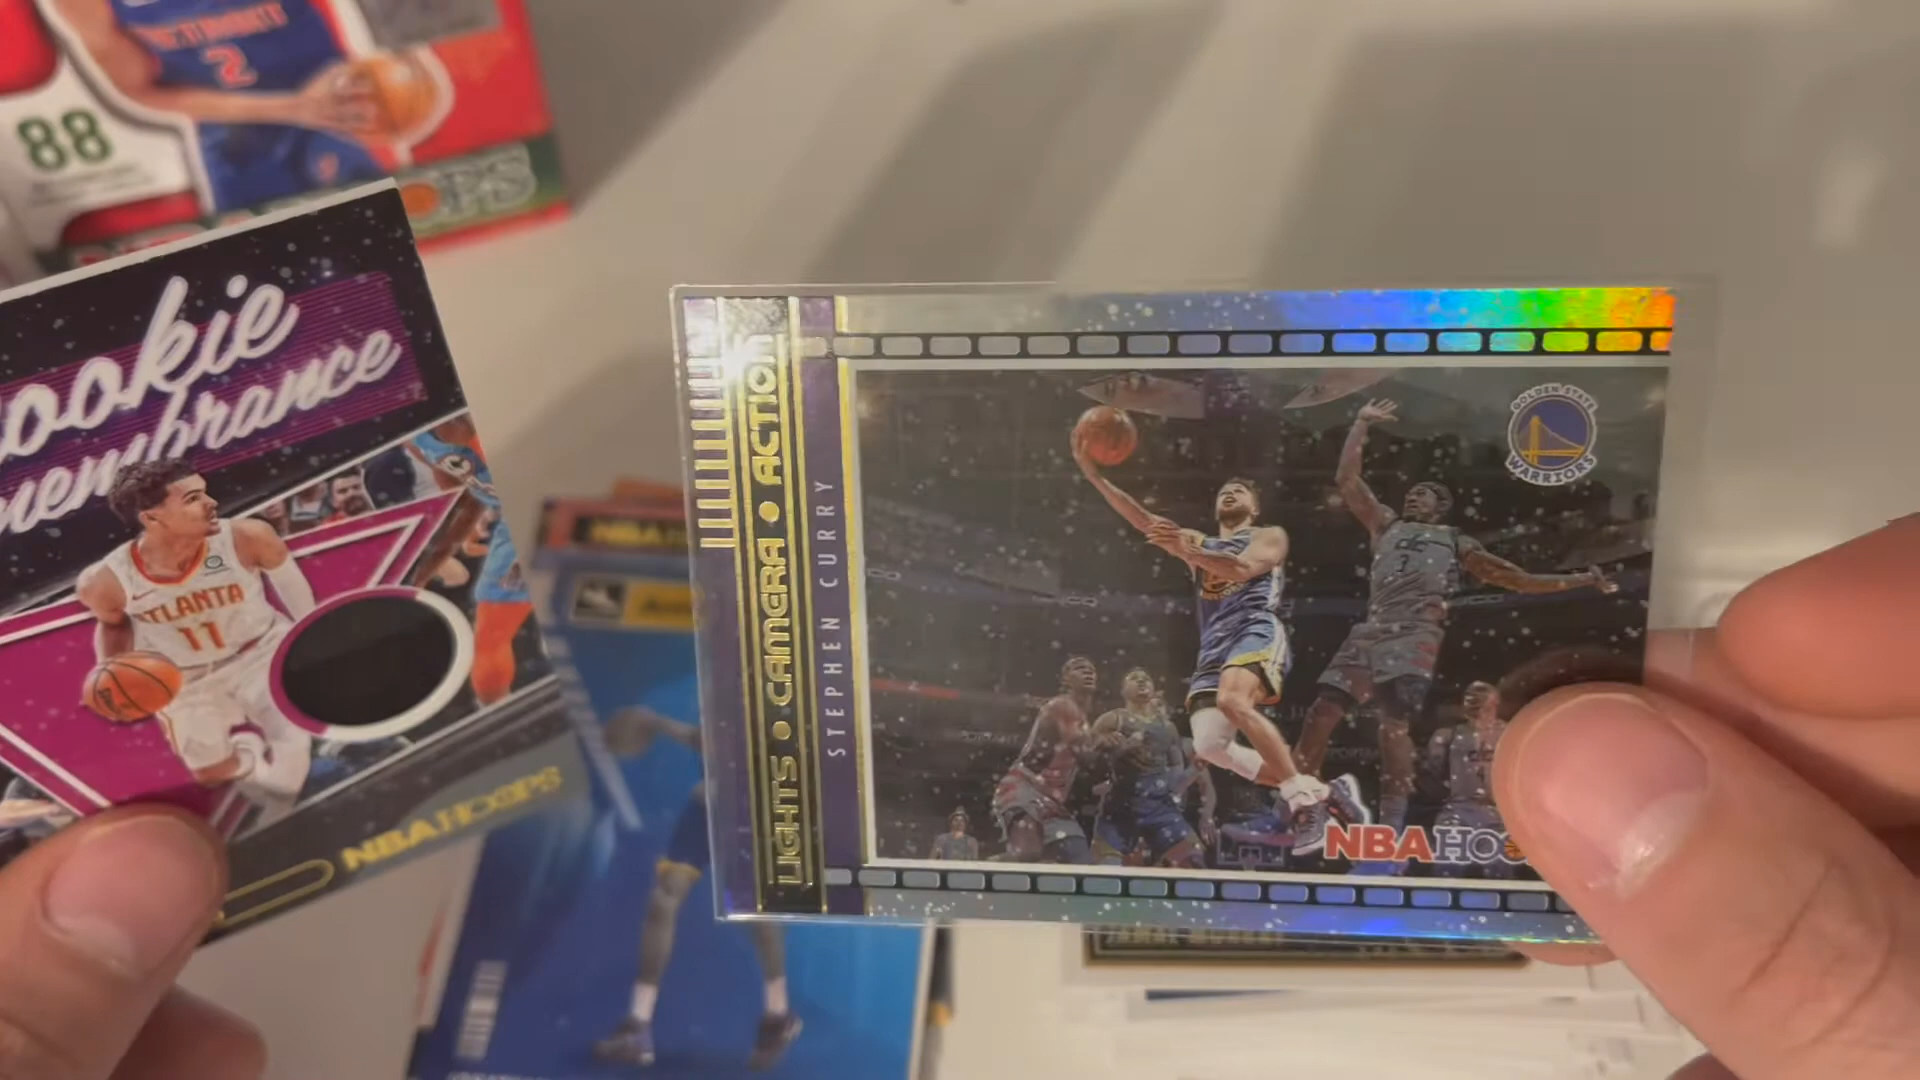 DETROIT
2
88
HOOPS
Rookie
Remembrance
ATLANTA
11
NBA HOOPS
LIGHTS • CAMERA • ACTION
STEPHEN CURRY
GOLDEN STATE
WARRIORS
3
NBA HOO
NBA